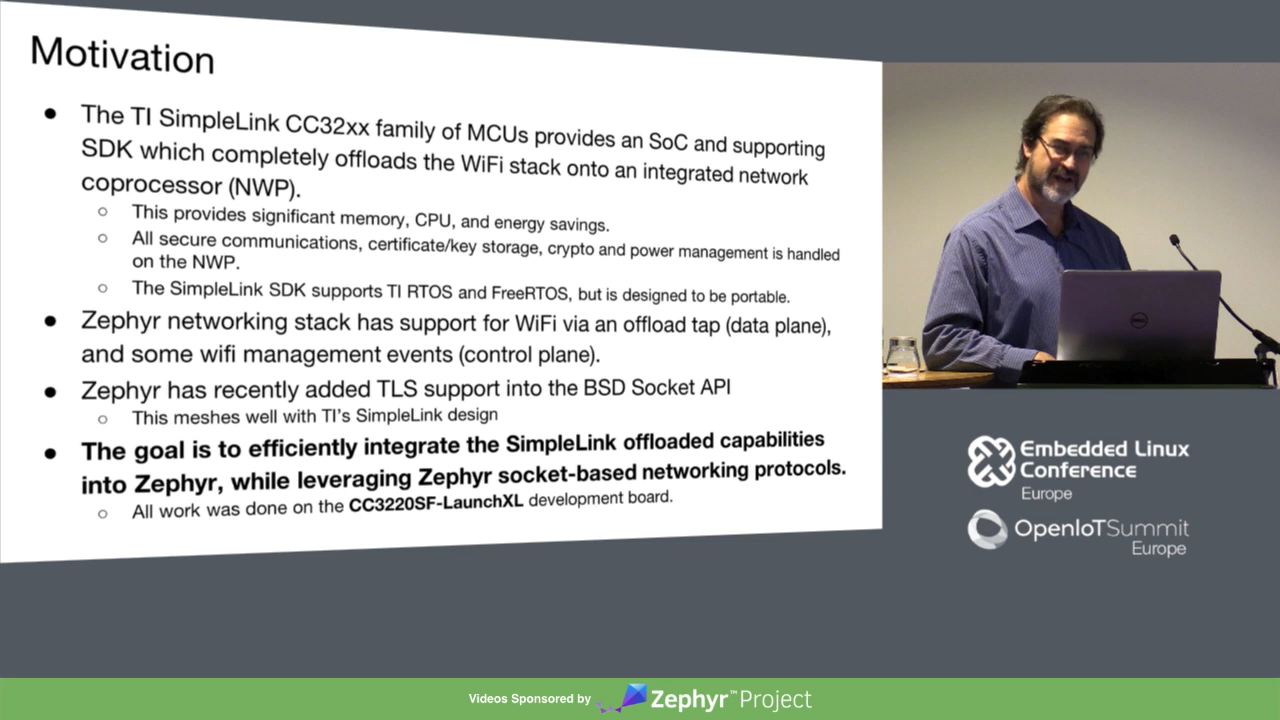 Motivation
● The TI SimpleLink CC32xx family of MCUs provides an SoC and supporting
SDK which completely offloads the WiFi stack onto an integrated network
coprocessor (NWP).
○ This provides significant memory, CPU, and energy savings.
○ All secure communications, certificate/key storage, crypto and power management is handled
on the NWP.
○ The SimpleLink SDK supports TI RTOS and FreeRTOS, but is designed to be portable.
● Zephyr networking stack has support for WiFi via an offload tap (data plane),
and some wifi management events (control plane).
● Zephyr has recently added TLS support into the BSD Socket API
○ This meshes well with TI's SimpleLink design
● The goal is to efficiently integrate the SimpleLink offloaded capabilities
into Zephyr, while leveraging Zephyr socket-based networking protocols.
○ All work was done on the CC3220SF-LaunchXL development board.
DELL
Embedded Linux
Conference
Europe
OpenIoTSummit
Europe
Videos Sponsored by Zephyr™Project